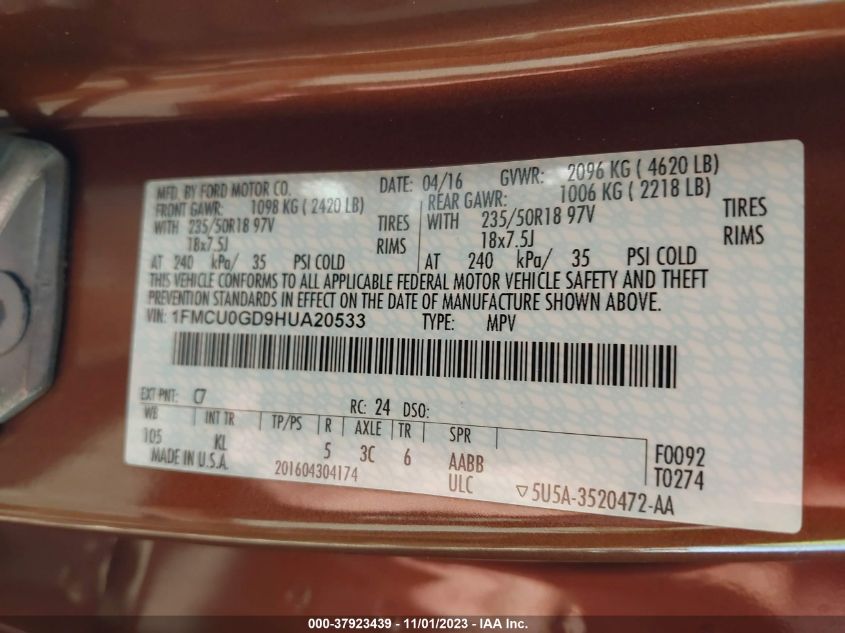 MFD. BY FORD MOTOR CO. DATE: 04/16 GVWR: 2096 KG ( 4620 LB)
FRONT GAWR: 1098 KG ( 2420 LB) REAR GAWR: 1006 KG ( 2218 LB)
WITH 235/50R18 97V TIRES WITH 235/50R18 97V TIRES
18x7.5J RIMS 18x7.5J RIMS
AT 240 kPa/ 35 PSI COLD AT 240 kPa/ 35 PSI COLD
THIS VEHICLE CONFORMS TO ALL APPLICABLE FEDERAL MOTOR VEHICLE SAFETY AND THEFT
PREVENTION STANDARDS IN EFFECT ON THE DATE OF MANUFACTURE SHOWN ABOVE.
VIN: 1FMCU0GD9HUA20533 TYPE: MPV
EXT PNT: C7 RC: 24 DSO:
WB INT TR TP/PS R AXLE TR SPR
105 KL 5 3C 6 AABB F0092
MADE IN U.S.A. 201604304174 ULC T0274
▽5U5A-3520472-AA
000-37923439 - 11/01/2023 - IAA Inc.